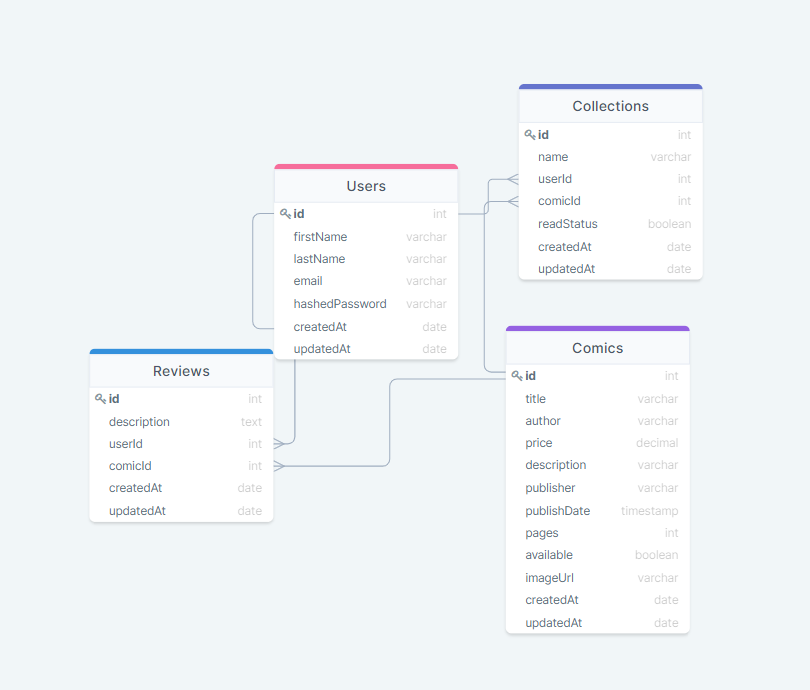 Collections
id int
name varchar
userId int
comicId int
readStatus boolean
createdAt date
updatedAt date
Users
id int
firstName varchar
lastName varchar
email varchar
hashedPassword varchar
createdAt date
updatedAt date
Comics
id int
title varchar
author varchar
price decimal
description varchar
publisher varchar
publishDate timestamp
pages int
available boolean
imageUrl varchar
createdAt date
updatedAt date
Reviews
id int
description text
userId int
comicId int
createdAt date
updatedAt date